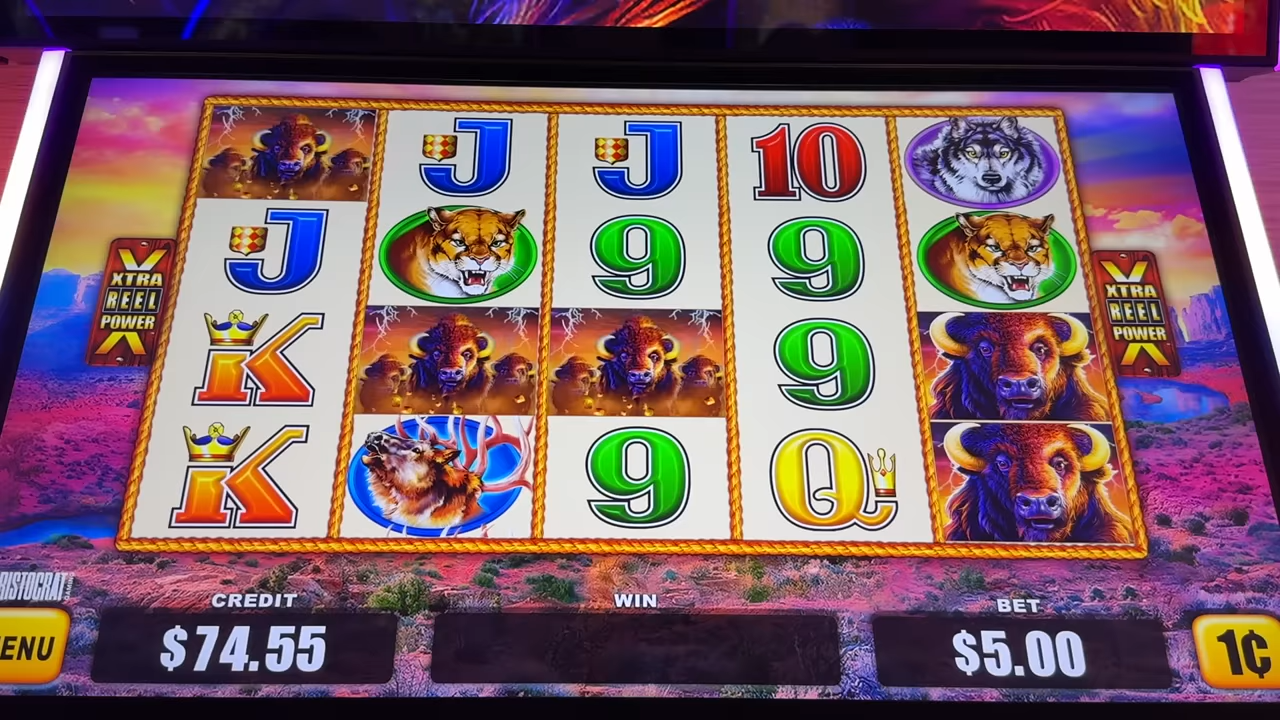 J J 10
J 9 9
K 9
K 9 Q
XTRA
REEL
POWER
XTRA
REEL
POWER
CREDIT WIN BET
$74.55 $5.00 1¢